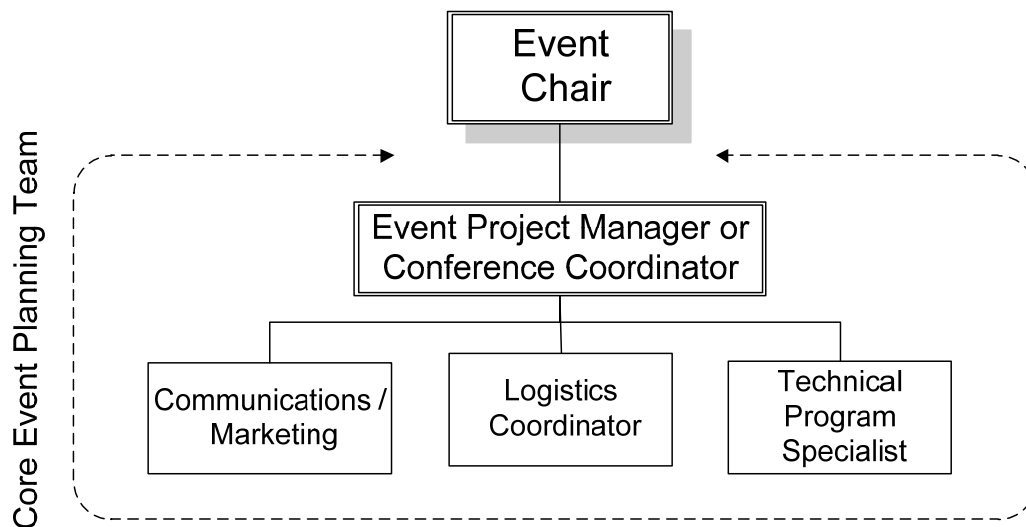 Event
Chair
Core Event Planning Team
Event Project Manager or
Conference Coordinator
Communications /
Marketing
Logistics
Coordinator
Technical
Program
Specialist